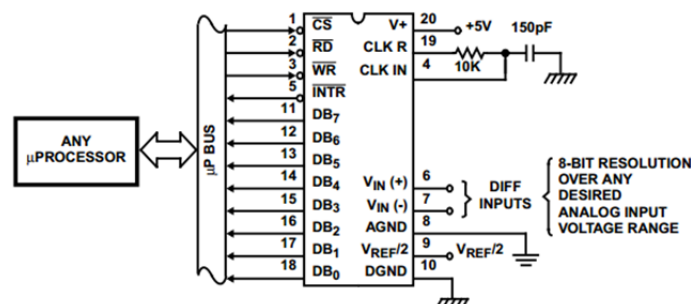 1 CS V+ 20 +5V 150pF
2 RD CLK R 19 10K
3 WR CLK IN 4
5 INTR
11 DB7
12 DB6
13 DB5
14 DB4 VIN (+) 6
15 DB3 VIN (-) 7
16 DB2 AGND 8
17 DB1 VREF/2 9 VREF/2
18 DB0 DGND 10
ANY
µPROCESSOR
µP BUS
DIFF
INPUTS
8-BIT RESOLUTION
OVER ANY
DESIRED
ANALOG INPUT
VOLTAGE RANGE